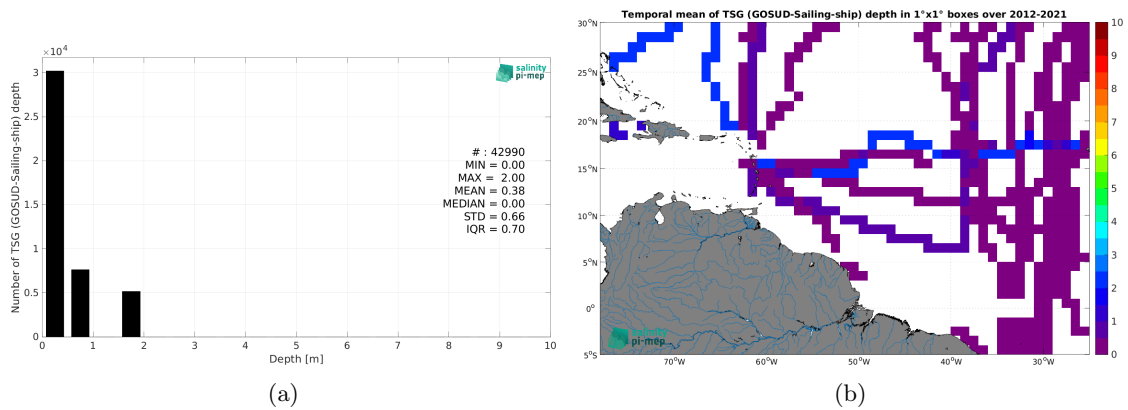 ×10⁴
3
2.5
2
1.5
1
0.5
0
Number of TSG (GOSUD-Sailing-ship) depth
salinity
pi-mep
# : 42990
MIN = 0.00
MAX = 2.00
MEAN = 0.38
MEDIAN = 0.00
STD = 0.66
IQR = 0.70
0 1 2 3 4 5 6 7 8 9 10
Depth [m]
(a)
Temporal mean of TSG (GOSUD-Sailing-ship) depth in 1°x1° boxes over 2012-2021
30°N
25°N
20°N
15°N
10°N
5°N
0°
5°S
salinity
pi-mep
70°W 60°W 50°W 40°W 30°W
10
9
8
7
6
5
4
3
2
1
0
(b)